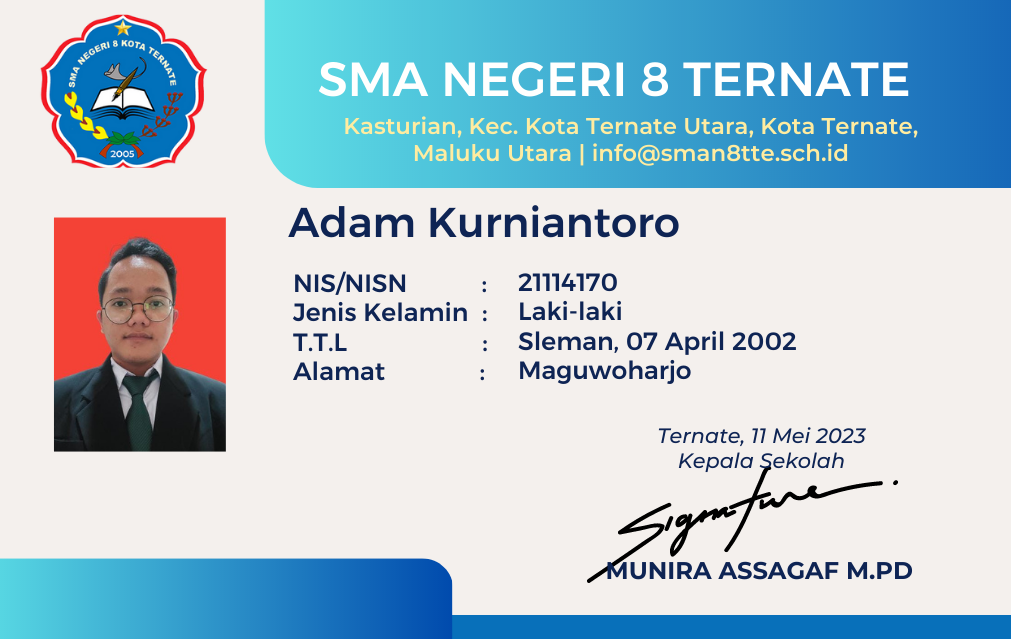 SMA NEGERI 8 KOTA TERNATE
2005
SMA NEGERI 8 TERNATE
Kasturian, Kec. Kota Ternate Utara, Kota Ternate,
Maluku Utara | info@sman8tte.sch.id
Adam Kurniantoro
NIS/NISN : 21114170
Jenis Kelamin : Laki-laki
T.T.L : Sleman, 07 April 2002
Alamat : Maguwoharjo
Ternate, 11 Mei 2023
Kepala Sekolah
Signature
MUNIRA ASSAGAF M.PD